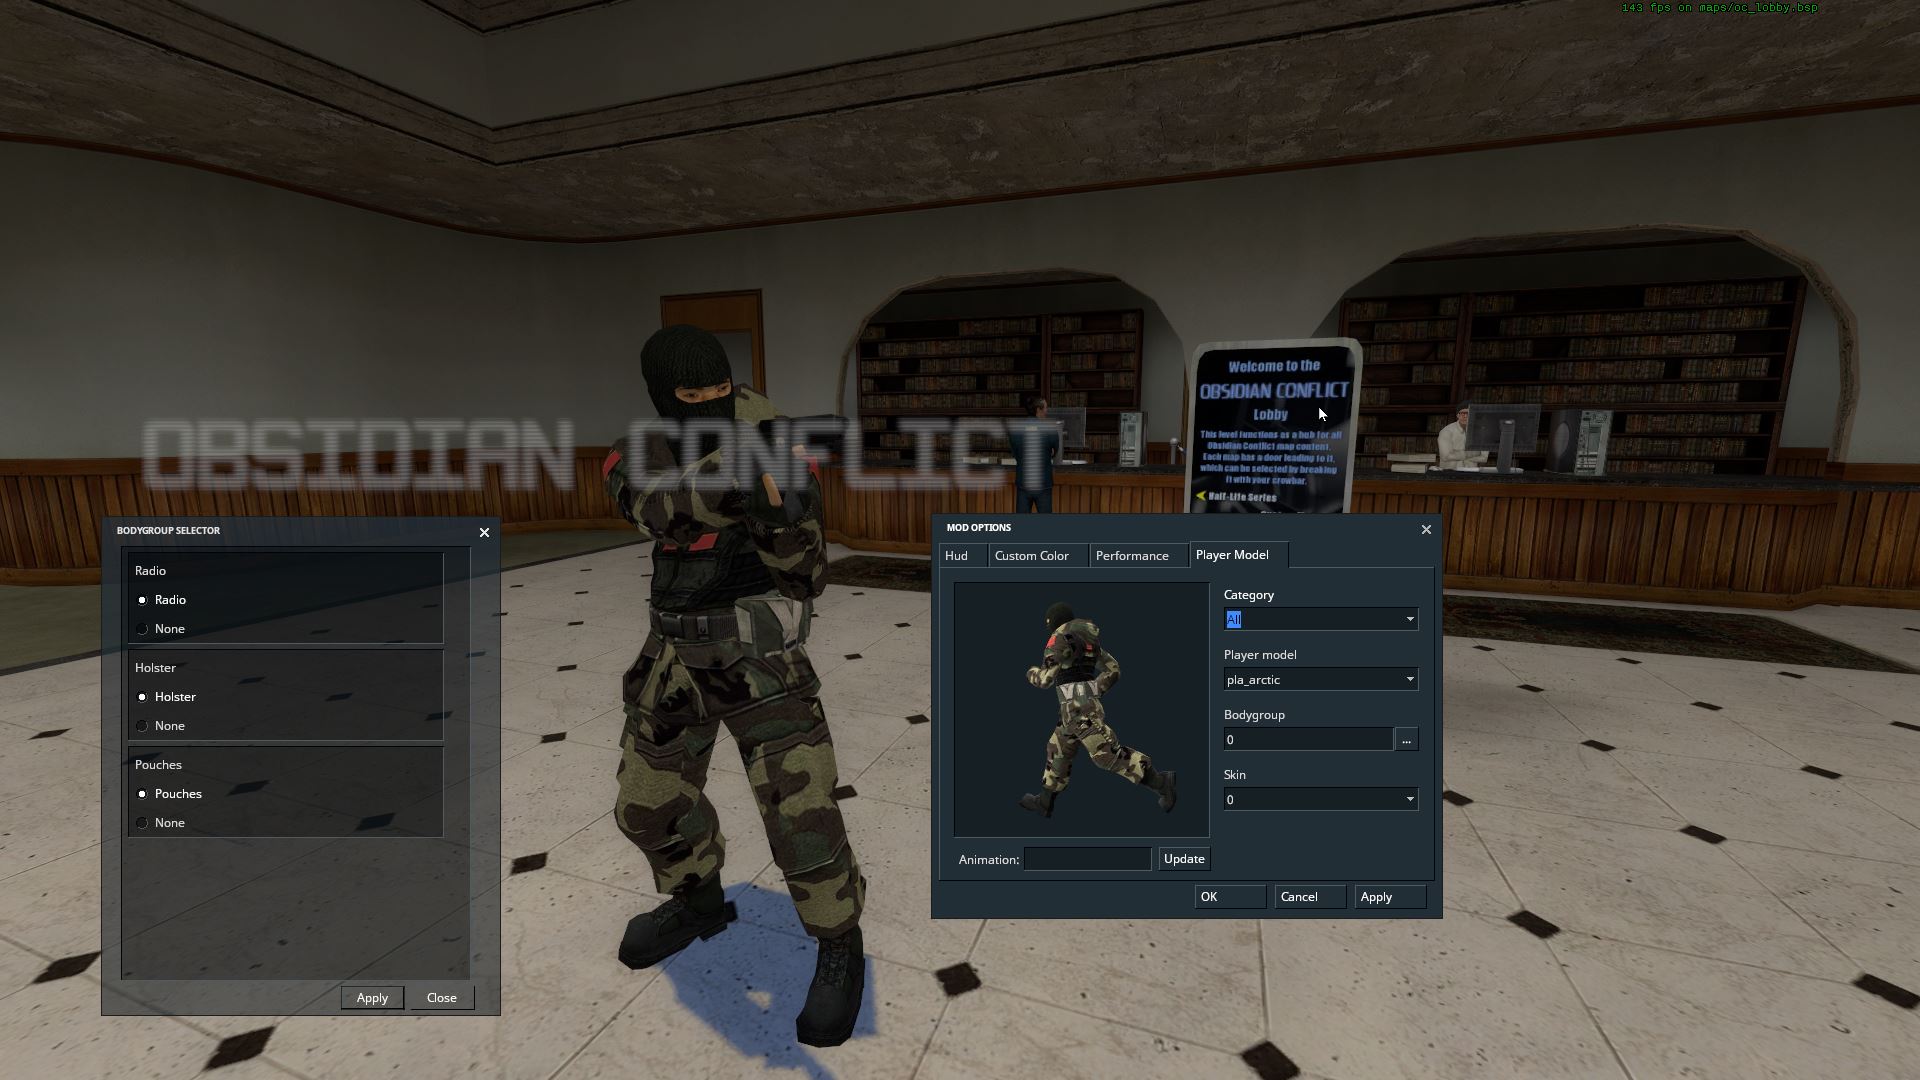 143 fps on maps/oc_lobby.bsp
OBSIDIAN CONFLICT
Welcome to the
OBSIDIAN CONFLICT
Lobby
This level functions as a hub for all
Obsidian Conflict map content.
Each map has a door leading to it,
which can be selected by breaking
it with your crowbar.
Half-Life Series
BODYGROUP SELECTOR
Radio
Radio
None
Holster
Holster
None
Pouches
Pouches
None
Apply
Close
MOD OPTIONS
Hud
Custom Color
Performance
Player Model
Category
All
Player model
pla_arctic
Bodygroup
0
...
Skin
0
Animation:
Update
OK
Cancel
Apply